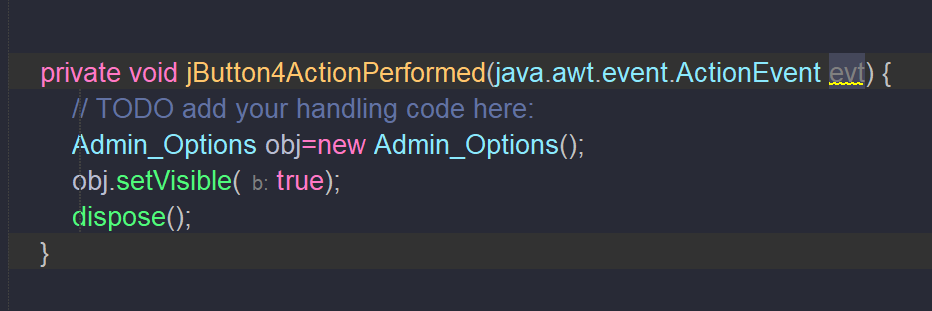 private void jButton4ActionPerformed(java.awt.event.ActionEvent evt) {
// TODO add your handling code here:
Admin_Options obj=new Admin_Options();
obj.setVisible( b: true);
dispose();
}